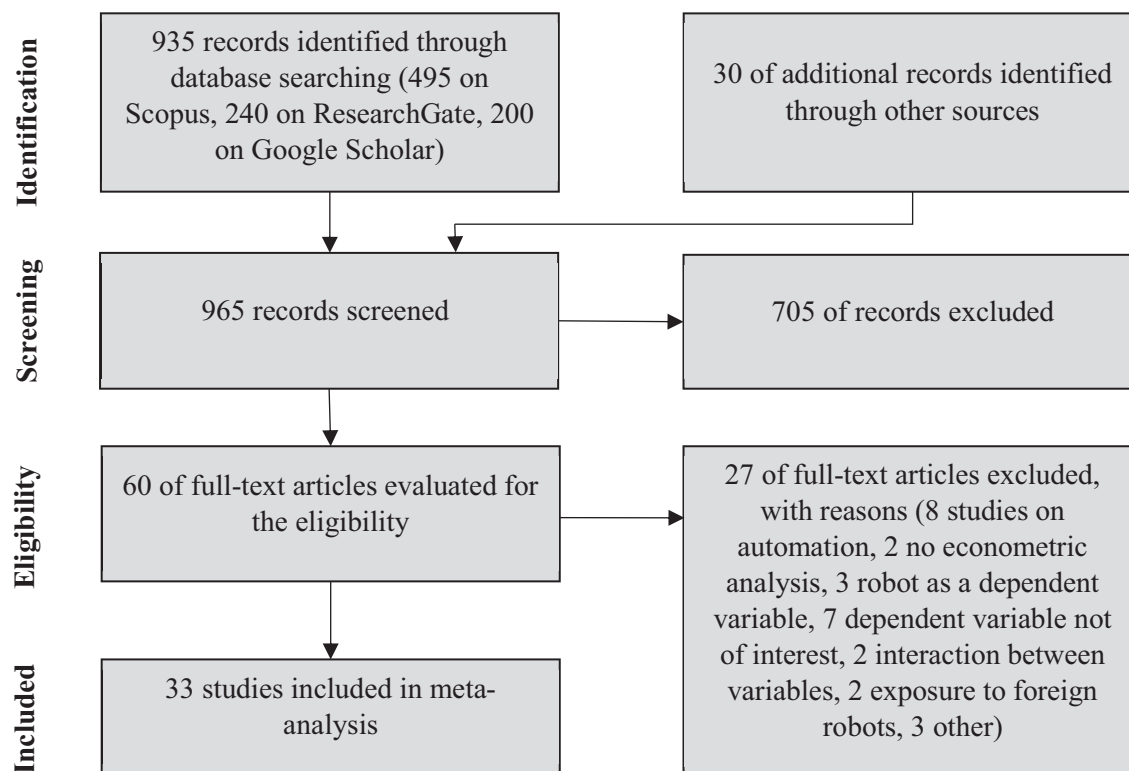 Identification
935 records identified through
database searching (495 on
Scopus, 240 on ResearchGate, 200
on Google Scholar)
30 of additional records identified
through other sources
Screening
965 records screened
705 of records excluded
Eligibility
60 of full-text articles evaluated for
the eligibility
27 of full-text articles excluded,
with reasons (8 studies on
automation, 2 no econometric
analysis, 3 robot as a dependent
variable, 7 dependent variable not
of interest, 2 interaction between
variables, 2 exposure to foreign
robots, 3 other)
Included
33 studies included in meta-
analysis